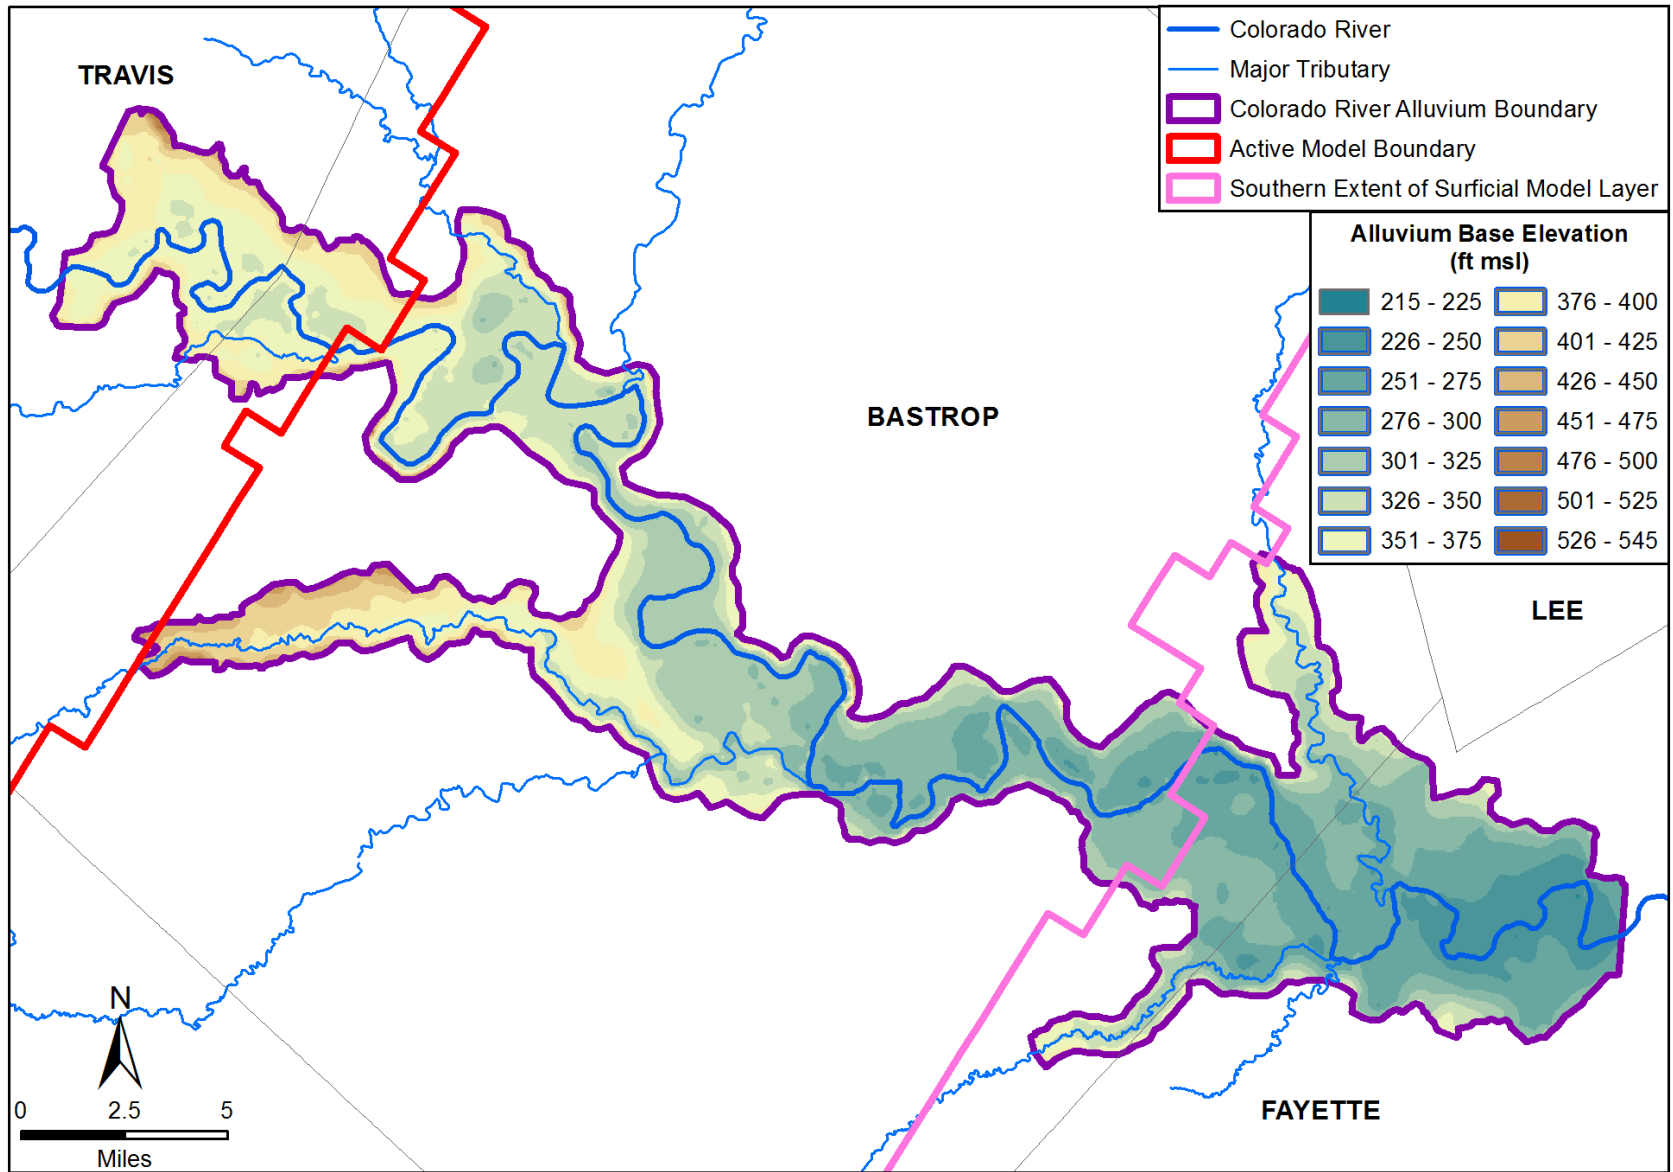 Colorado River
Major Tributary
Colorado River Alluvium Boundary
Active Model Boundary
Southern Extent of Surficial Model Layer
Alluvium Base Elevation
(ft msl)
215 - 225 376 - 400
226 - 250 401 - 425
251 - 275 426 - 450
276 - 300 451 - 475
301 - 325 476 - 500
326 - 350 501 - 525
351 - 375 526 - 545
TRAVIS
BASTROP
LEE
FAYETTE
N
0 2.5 5
Miles